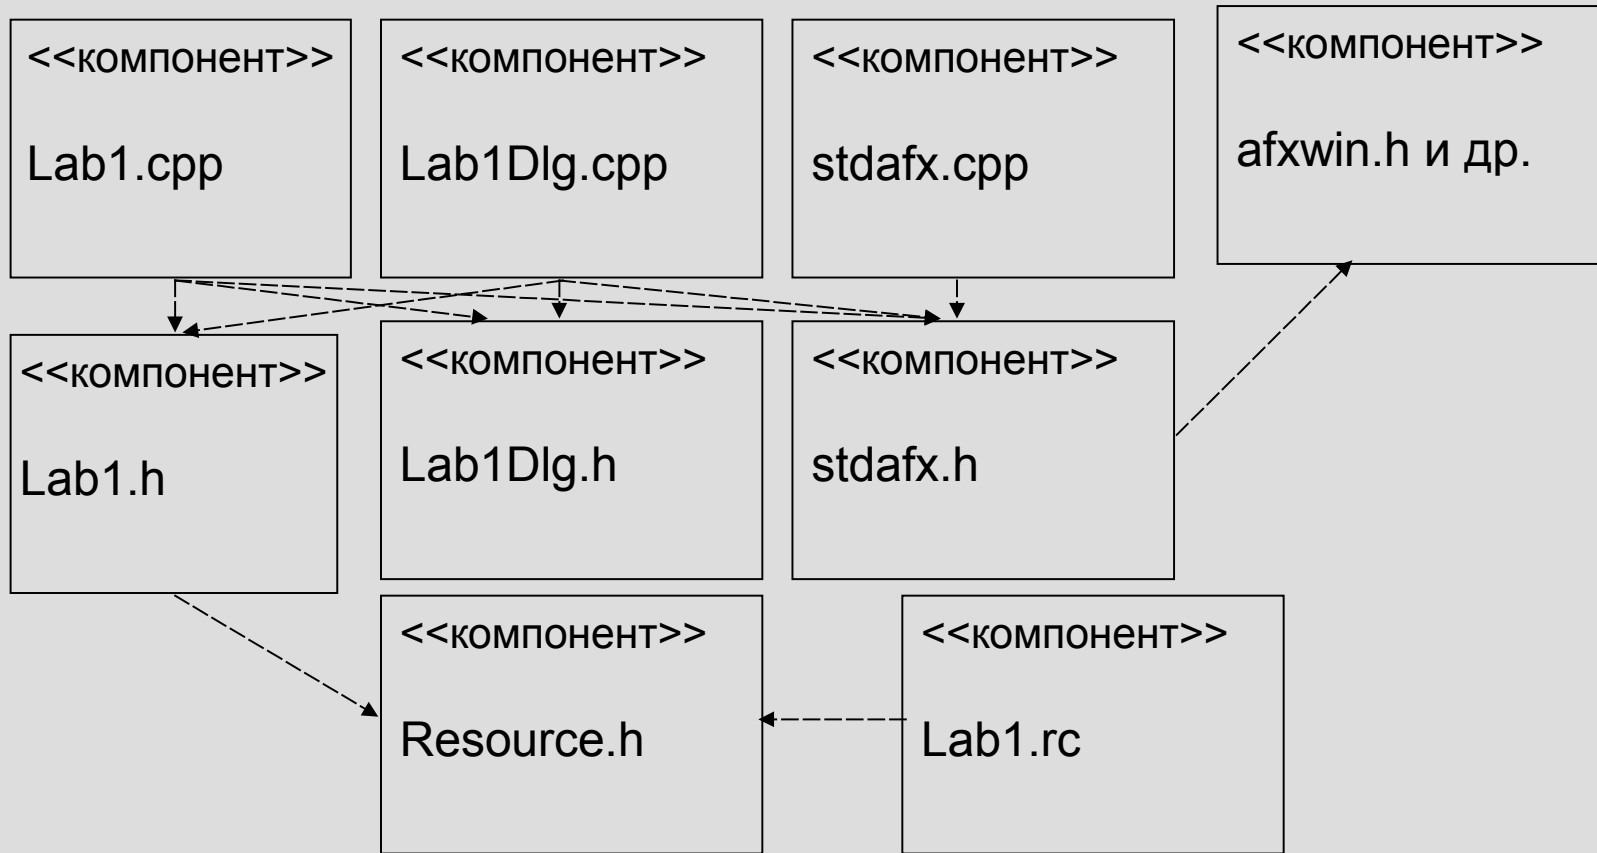 <<компонент>>
Lab1.cpp
<<компонент>>
Lab1Dlg.cpp
<<компонент>>
stdafx.cpp
<<компонент>>
afxwin.h и др.
<<компонент>>
Lab1.h
<<компонент>>
Lab1Dlg.h
<<компонент>>
stdafx.h
<<компонент>>
Resource.h
<<компонент>>
Lab1.rc